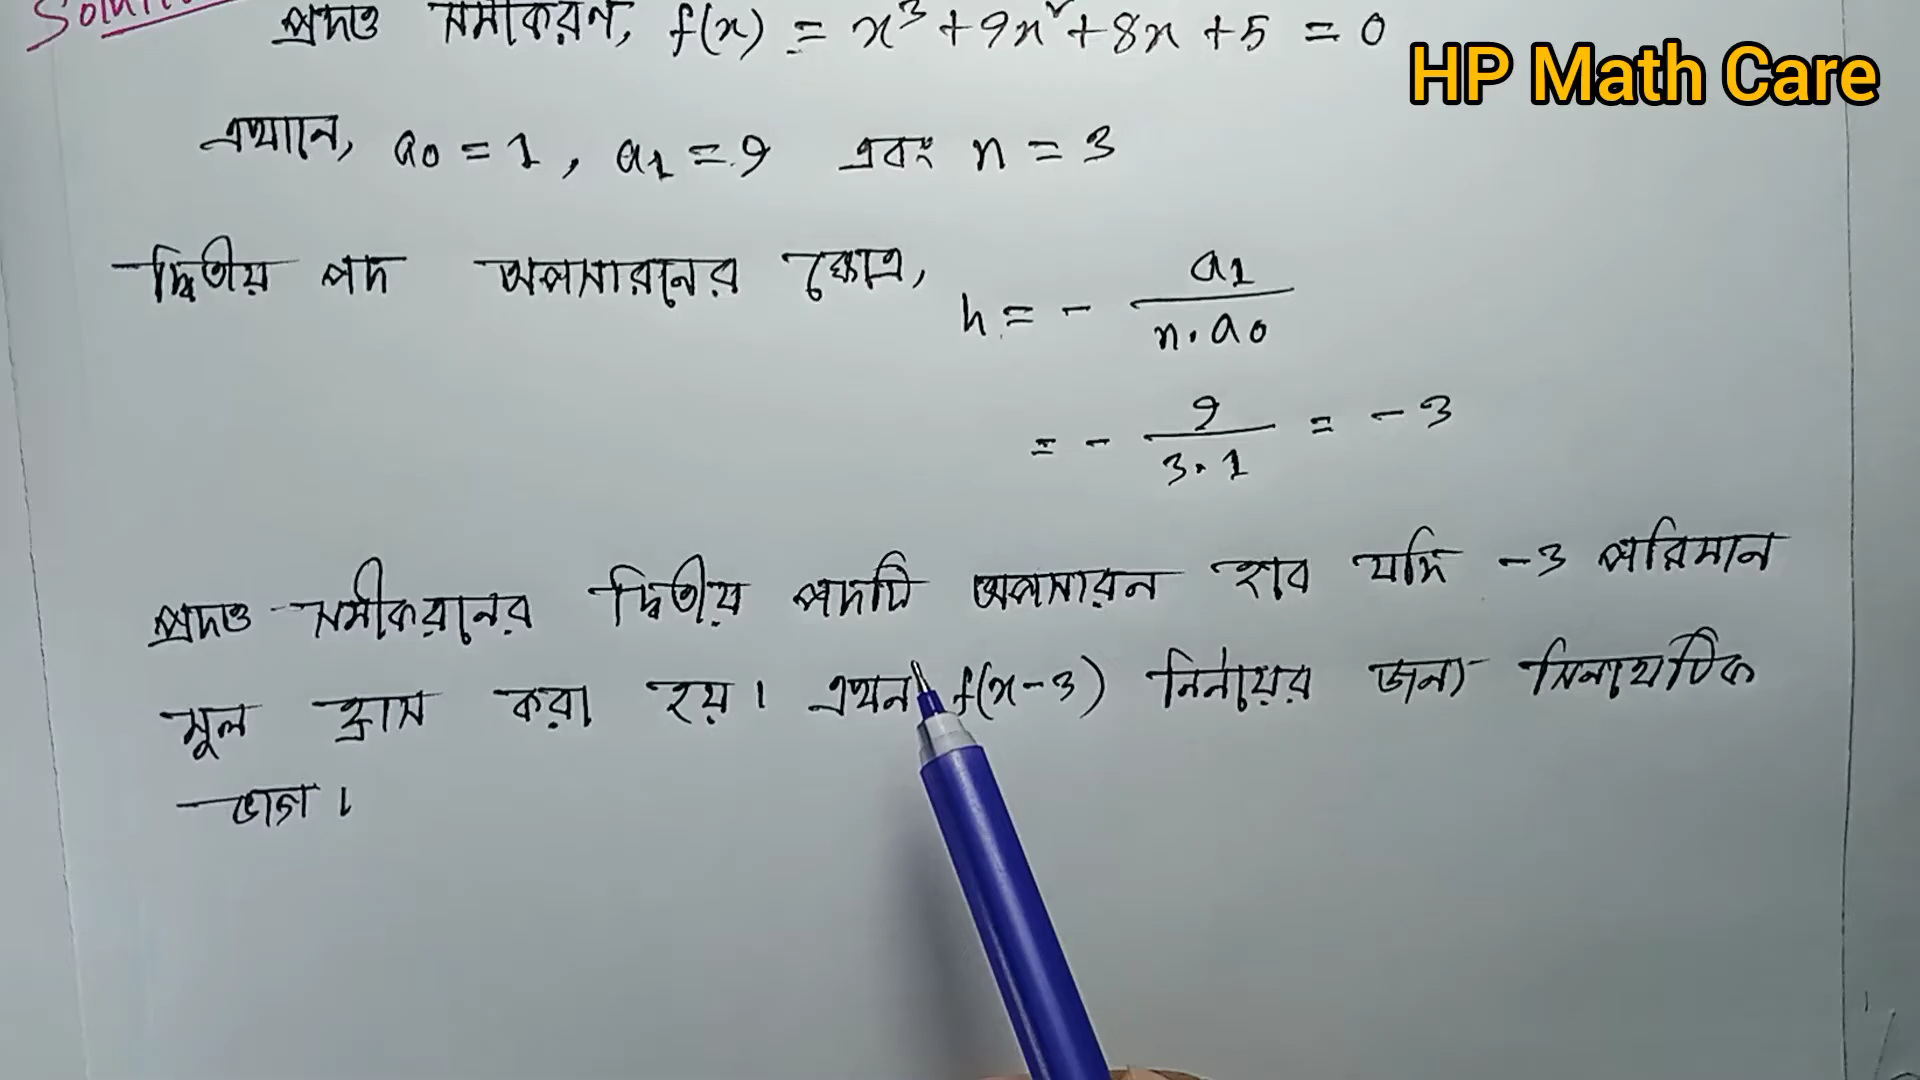 Solution
প্রদত্ত সমীকরণ, f(x) = x³ + 9x² + 8x + 5 = 0
HP Math Care
এখানে, a₀ = 1, a₁ = 9 এবং n = 3
দ্বিতীয় পদ অপসারনের ক্ষেত্রে, h = - a₁ / n·a₀
= - 9 / 3·1 = -3
প্রদত্ত সমীকরনের দ্বিতীয় পদটি অপসারন হবে যদি -3 পরিমান
মূল হ্রাস করা হয়। এখন f(x-3) নির্নয়ের জন্য সিনথেটিক
ভাগ।